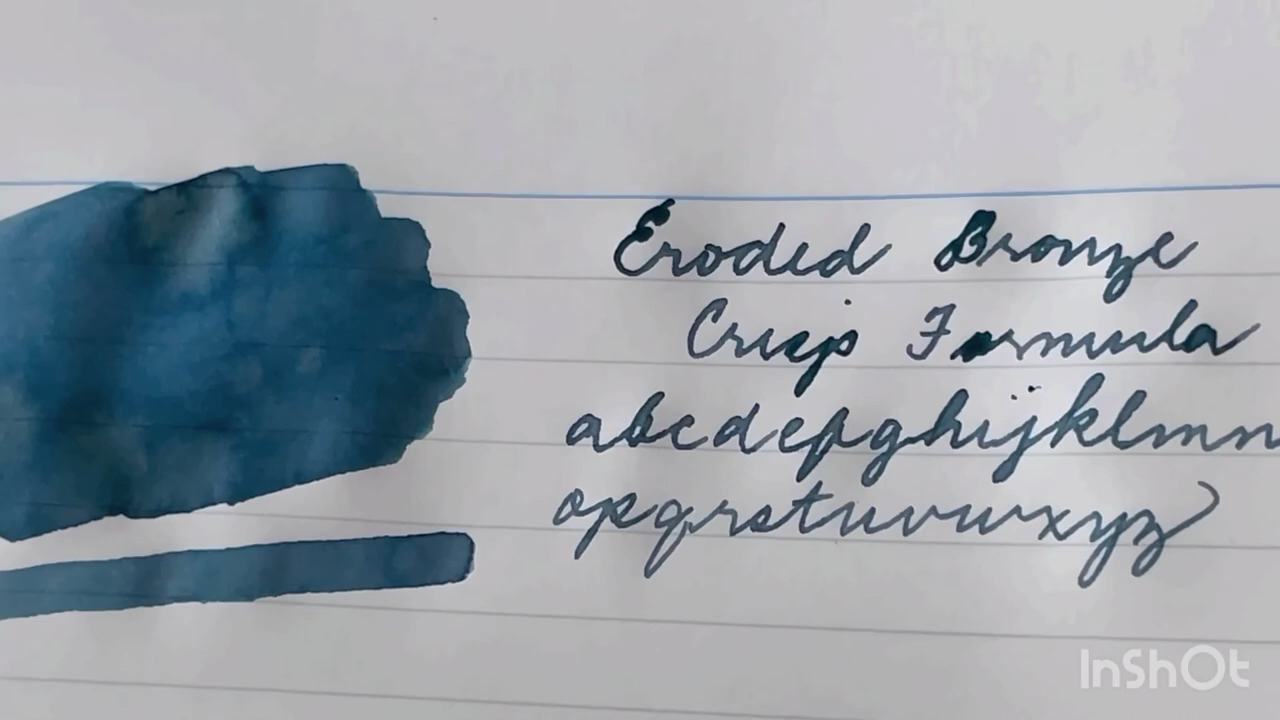 Eroded Bronze
Crisp Formula
abcdefghijklmn
opqrstuvwxyz
InShOt